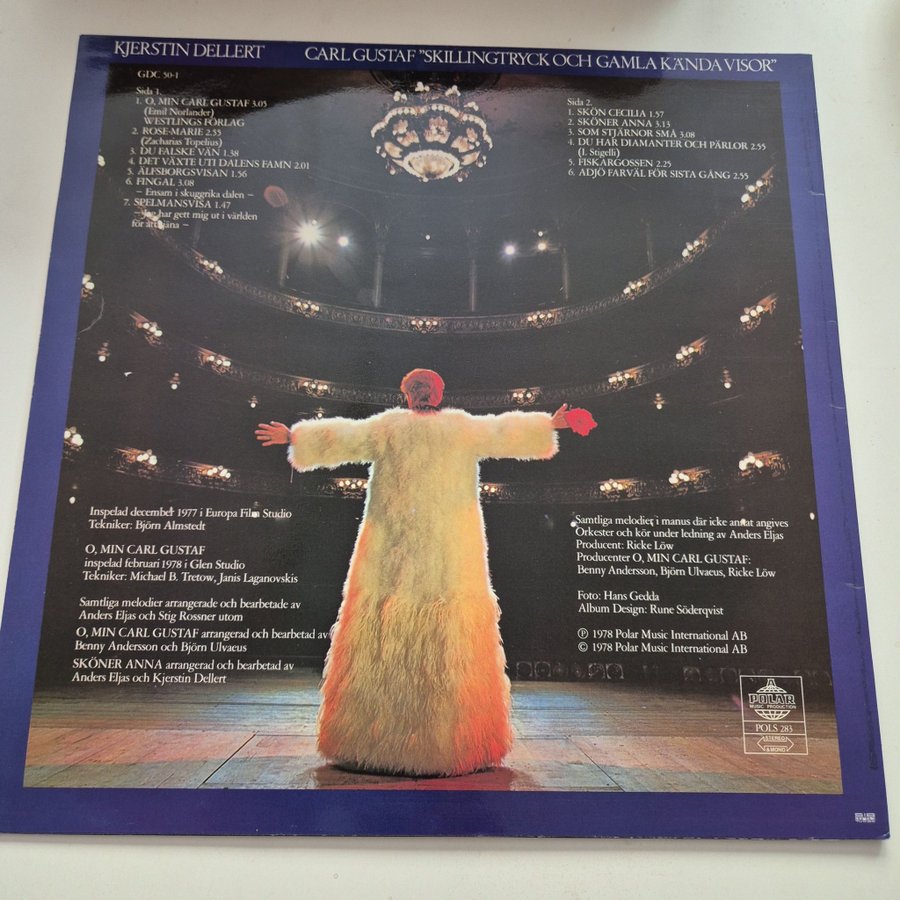 KJERSTIN DELLERT
CARL GUSTAF "SKILLINGTRYCK OCH GAMLA KÄNDA VISOR"
GDC 50-1
Sida 1.
1. O, MIN CARL GUSTAF 3.05
(Emil Norlander)
WESTLINGS FÖRLAG
2. ROSE-MARIE 2.55
(Zacharias Topelius)
3. DU FALSKE VÄN 1.38
4. DET VÄXTE UTI DALENS FAMN 2.01
5. ÄLFSBORGSVISAN 1.56
6. FINGAL 3.08
– Ensam i skuggrika dalen –
7. SPELMANSVISA 1.47
– Jag har gett mig ut i världen
för att tjäna –
Sida 2.
1. SKÖN CECILIA 1.57
2. SKÖNER ANNA 3.13
3. SOM STJÄRNOR SMÅ 3.08
4. DU HAR DIAMANTER OCH PÄRLOR 2.55
(J. Stigelli)
5. FISKARGOSSEN 2.25
6. ADJÖ FARVÄL FÖR SISTA GÅNG 2.55
Inspelad december 1977 i Europa Film Studio
Tekniker: Björn Almstedt
O, MIN CARL GUSTAF
inspelad februari 1978 i Glen Studio
Tekniker: Michael B. Tretow, Janis Laganovskis
Samtliga melodier arrangerade och bearbetade av
Anders Eljas och Stig Rossner utom
O, MIN CARL GUSTAF arrangerad och bearbetad av
Benny Andersson och Björn Ulvaeus
SKÖNER ANNA arrangerad och bearbetad av
Anders Eljas och Kjerstin Dellert
Samtliga melodier i manus där icke annat angives
Orkester och kör under ledning av Anders Eljas
Producent: Ricke Löw
Producenter O, MIN CARL GUSTAF:
Benny Andersson, Björn Ulvaeus, Ricke Löw
Foto: Hans Gedda
Album Design: Rune Söderqvist
Ⓟ 1978 Polar Music International AB
© 1978 Polar Music International AB
A
POLAR
MUSIC PRODUCTION
POLS 283
STEREO
& MONO